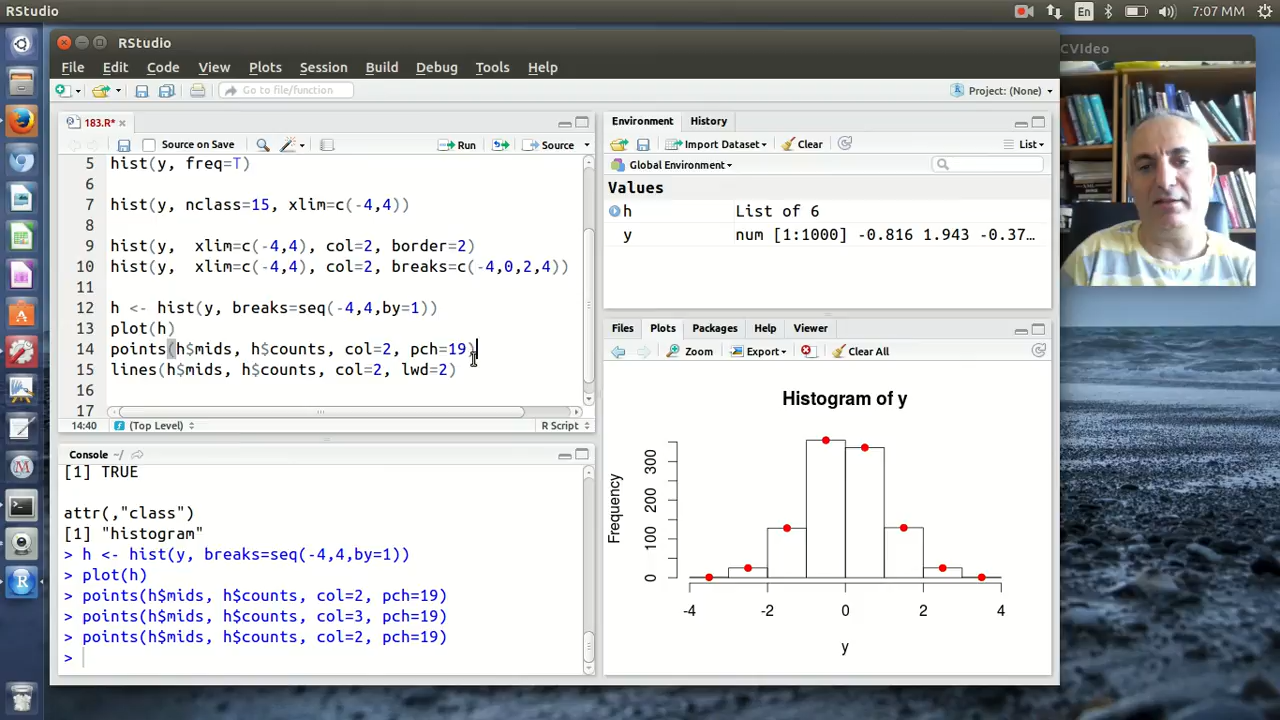 RStudio
En
7:07 MM
RStudio
CVIdeo
File Edit Code View Plots Session Build Debug Tools Help
Go to file/function
Project: (None)
183.R*
Source on Save
Run
Source
5 hist(y, freq=T)
6
7 hist(y, nclass=15, xlim=c(-4,4))
8
9 hist(y,  xlim=c(-4,4), col=2, border=2)
10 hist(y,  xlim=c(-4,4), col=2, breaks=c(-4,0,2,4))
11
12 h <- hist(y, breaks=seq(-4,4,by=1))
13 plot(h)
14 points(h$mids, h$counts, col=2, pch=19)
15 lines(h$mids, h$counts, col=2, lwd=2)
16
17
14:40 (Top Level) R Script
Console ~/
[1] TRUE
attr(,"class")
[1] "histogram"
> h <- hist(y, breaks=seq(-4,4,by=1))
> plot(h)
> points(h$mids, h$counts, col=2, pch=19)
> points(h$mids, h$counts, col=3, pch=19)
> points(h$mids, h$counts, col=2, pch=19)
>
Environment History
Import Dataset Clear List
Global Environment
Values
h List of 6
y num [1:1000] -0.816 1.943 -0.37…
Files Plots Packages Help Viewer
Zoom Export Clear All
Histogram of y
Frequency
300
200
100
0
-4 -2 0 2 4
y